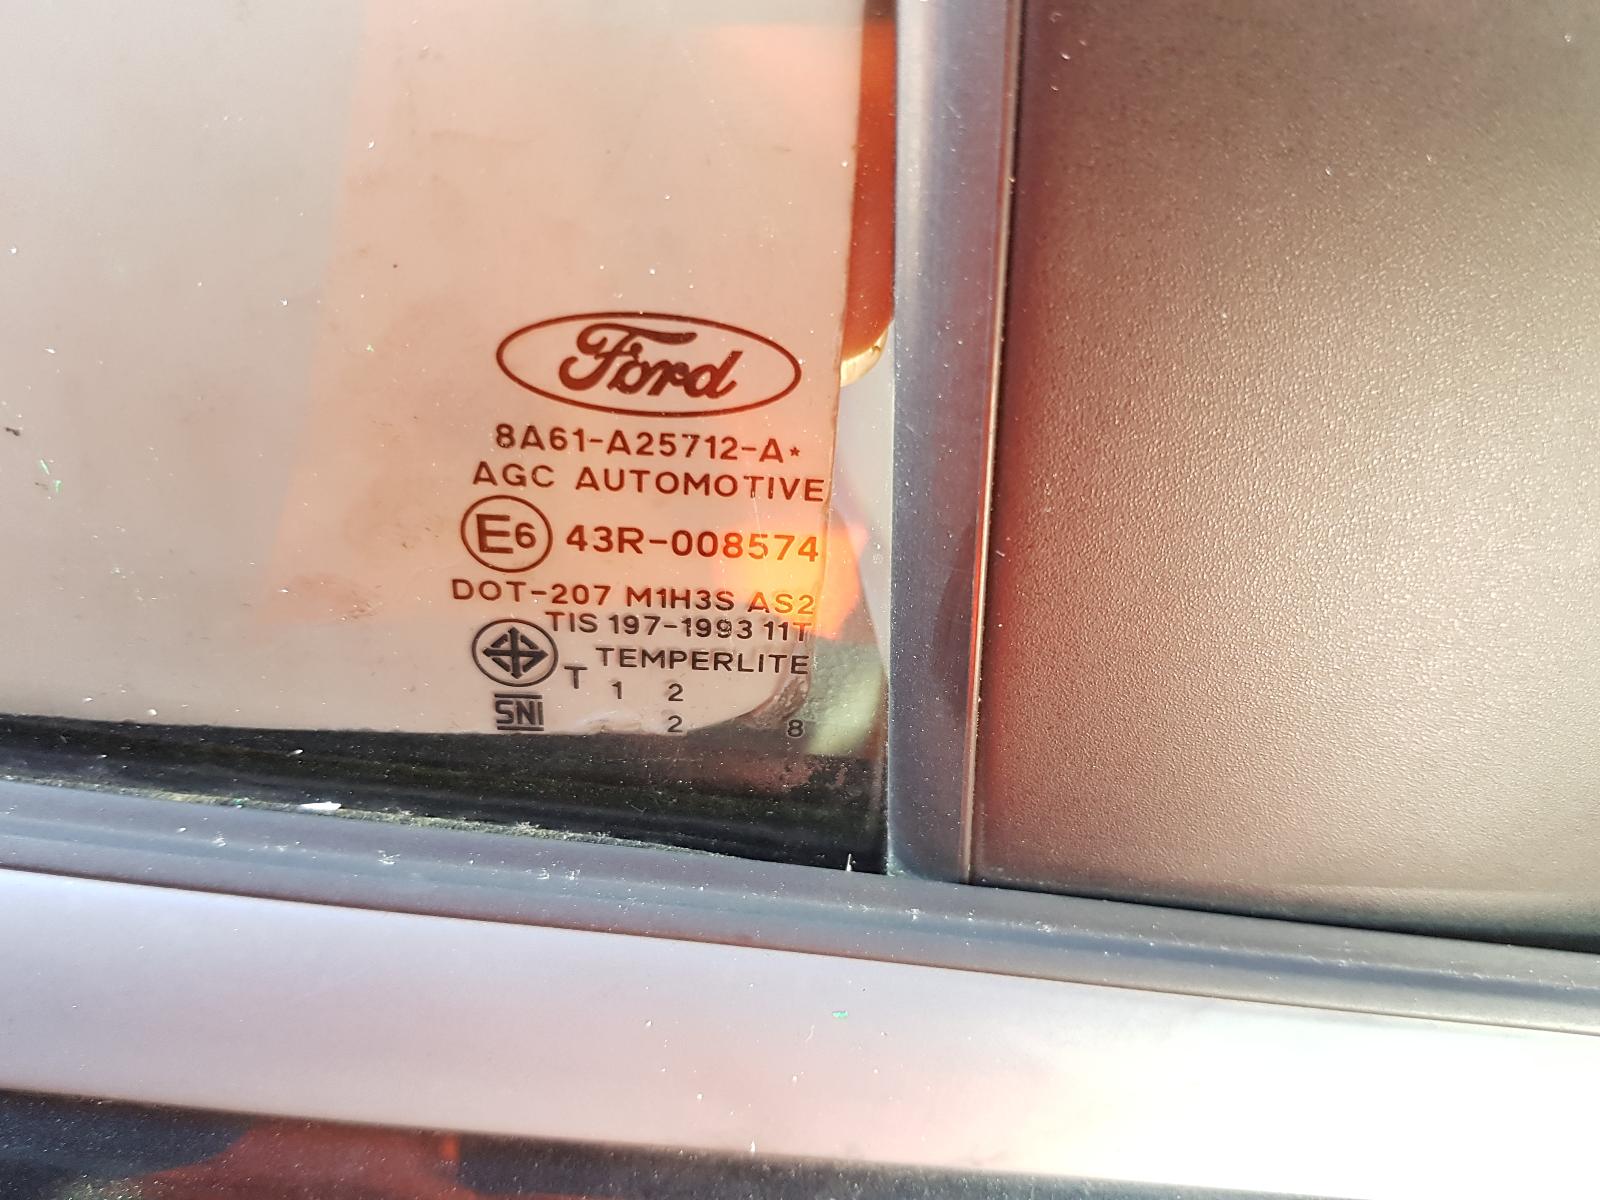 Ford
8A61-A25712-A*
AGC AUTOMOTIVE
E6 43R-008574
DOT-207 M1H3S AS2
TIS 197-1993 11T
TEMPERLITE
T 1 2
SNI 2 8